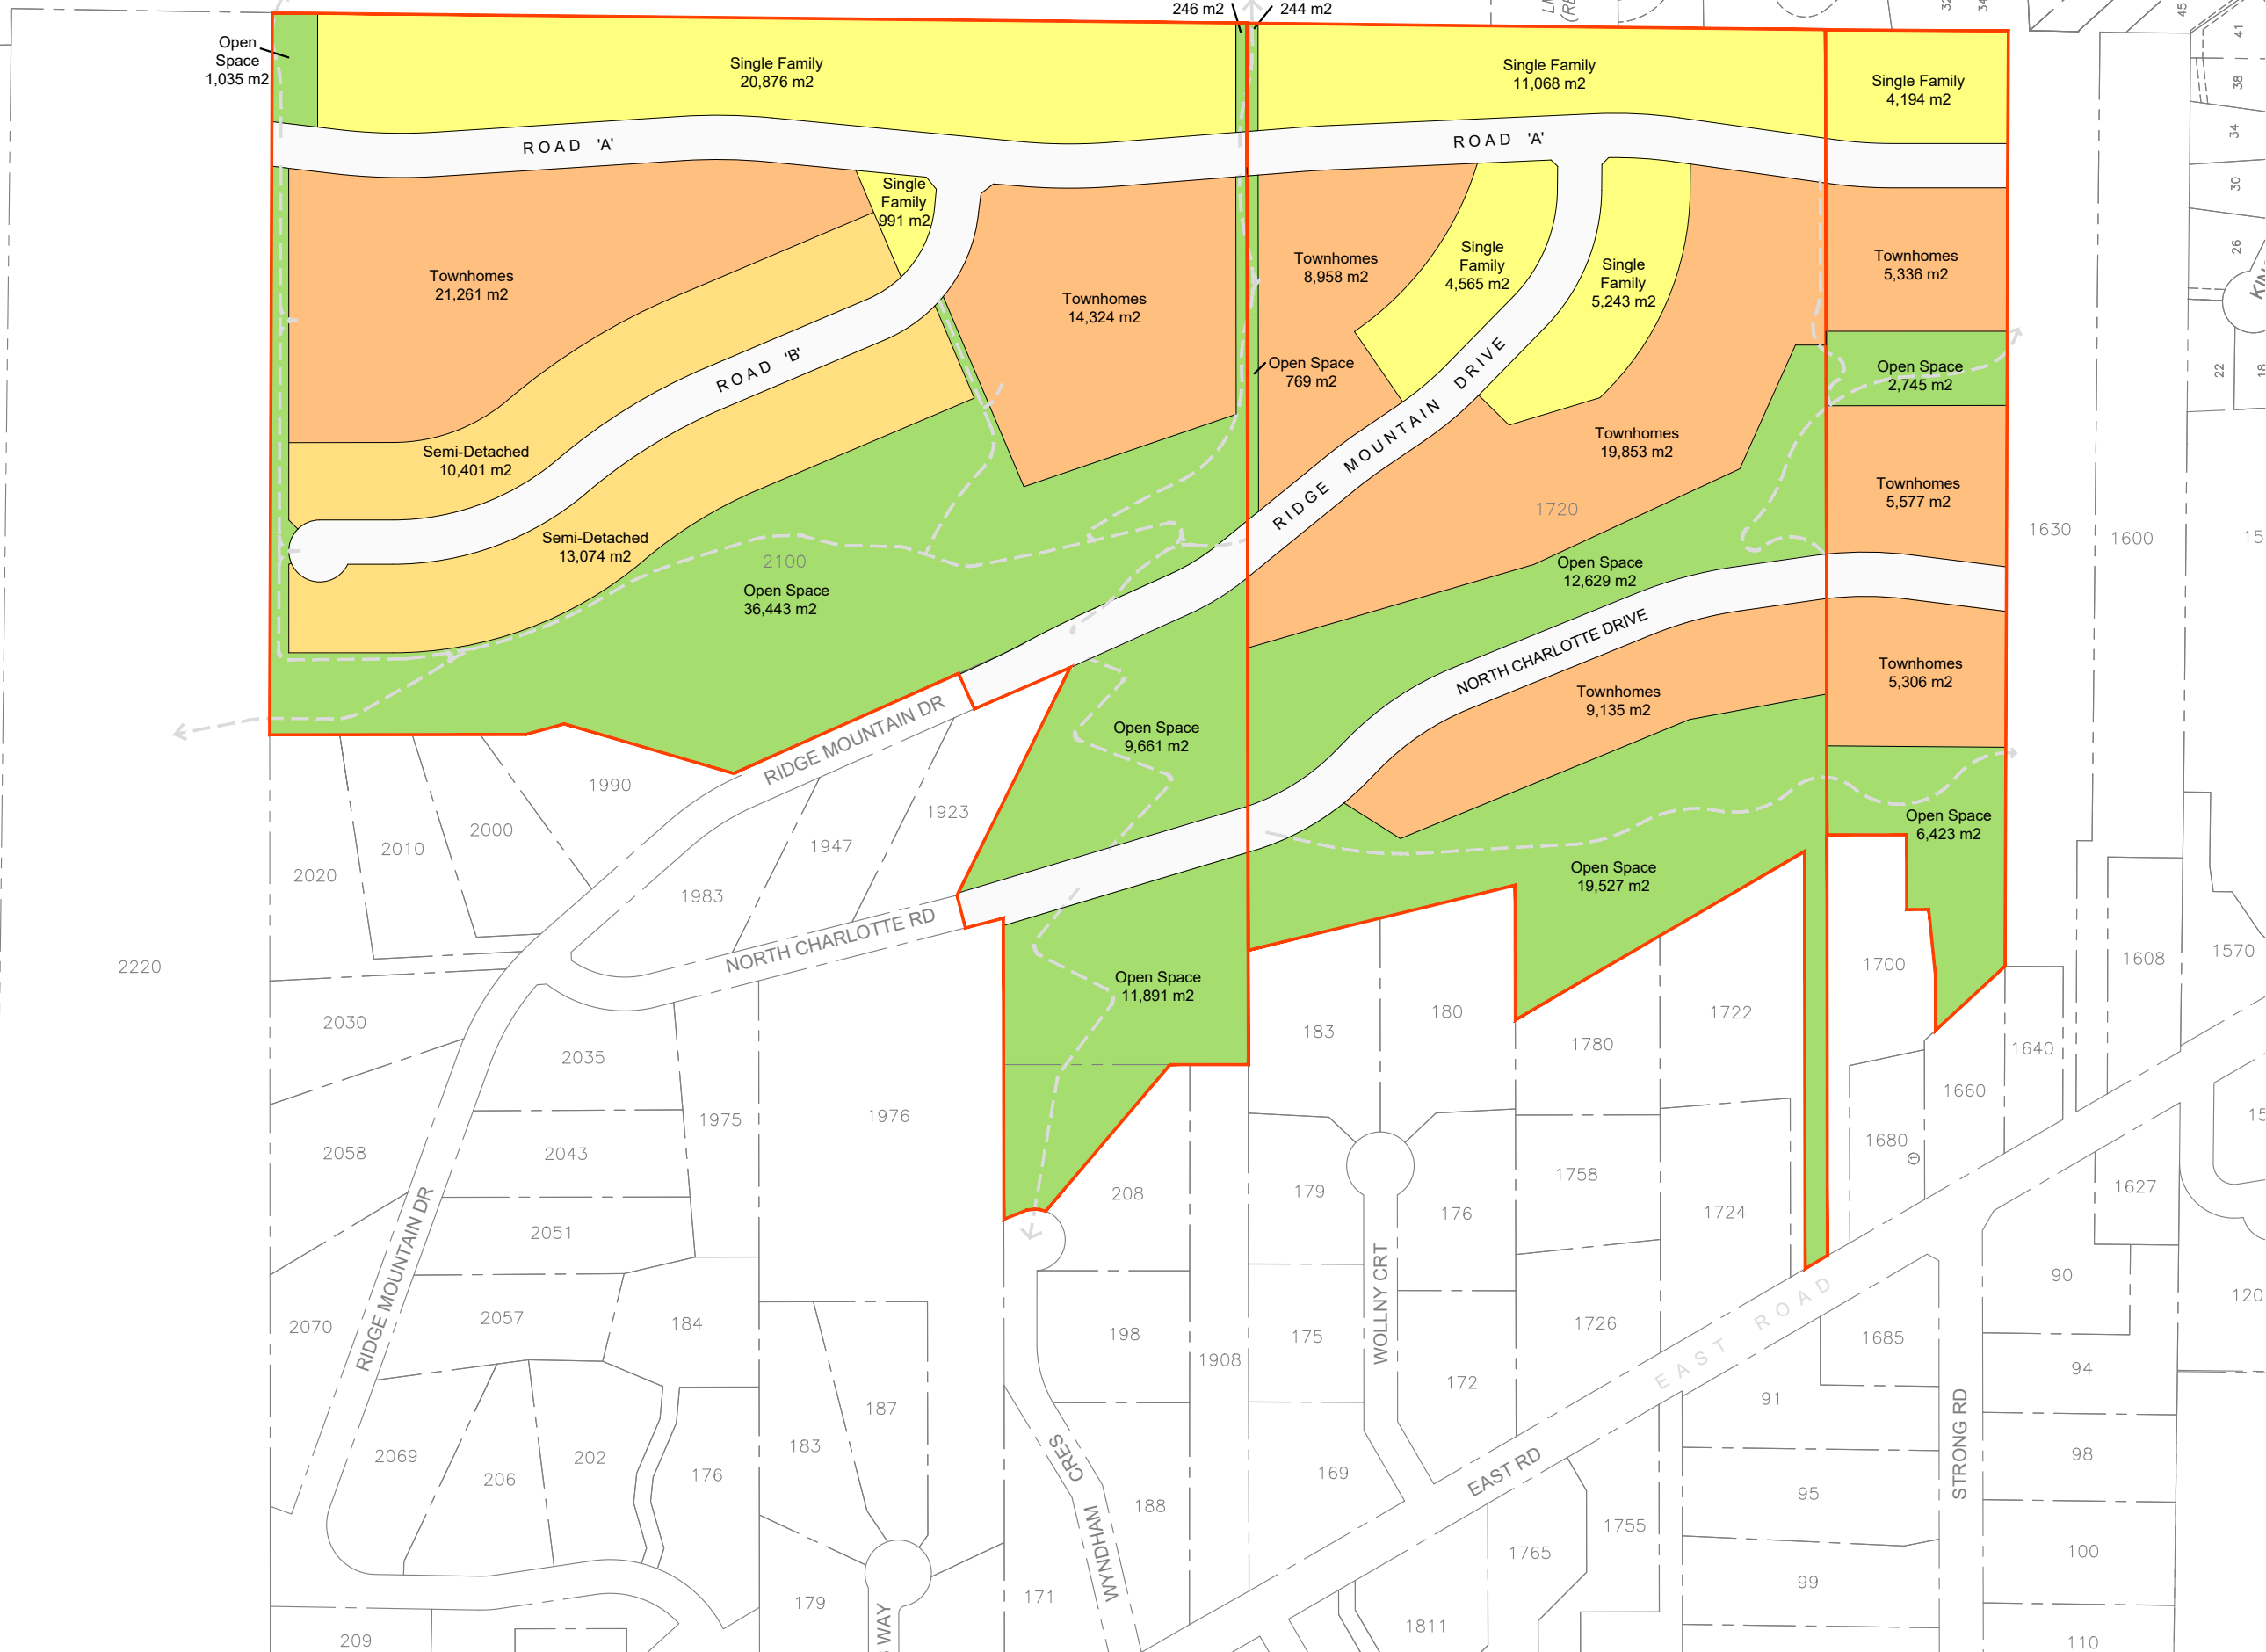 246 m2
244 m2
Open
Space
1,035 m2
Single Family
20,876 m2
Single Family
11,068 m2
Single Family
4,194 m2
45
41
38
34
30
26
22
18
ROAD 'A'
ROAD 'A'
Single
Family
991 m2
Townhomes
21,261 m2
Townhomes
14,324 m2
Townhomes
8,958 m2
Single
Family
4,565 m2
Single
Family
5,243 m2
Townhomes
5,336 m2
Open Space
769 m2
Open Space
2,745 m2
ROAD 'B'
RIDGE MOUNTAIN DRIVE
Semi-Detached
10,401 m2
Townhomes
19,853 m2
Townhomes
5,577 m2
1720
1630
1600
Semi-Detached
13,074 m2
2100
Open Space
36,443 m2
Open Space
12,629 m2
NORTH CHARLOTTE DRIVE
Townhomes
9,135 m2
Townhomes
5,306 m2
RIDGE MOUNTAIN DR
Open Space
9,661 m2
Open Space
6,423 m2
Open Space
19,527 m2
1990
2000
2010
2020
1983
1947
1923
NORTH CHARLOTTE RD
2220
Open Space
11,891 m2
1700
1608
1570
2030
2035
183
180
1780
1722
1640
1660
1975
1976
2058
2043
1680
1
1758
1627
208
179
176
1724
2051
RIDGE MOUNTAIN DR
2070
2057
184
198
175
WOLLNY CRT
1726
EAST ROAD
1685
90
120
1908
172
91
94
187
183
2069
206
202
176
CRES
WYNDHAM
188
169
EAST RD
95
STRONG RD
98
1755
1765
100
99
179
WAY
171
1811
209
110